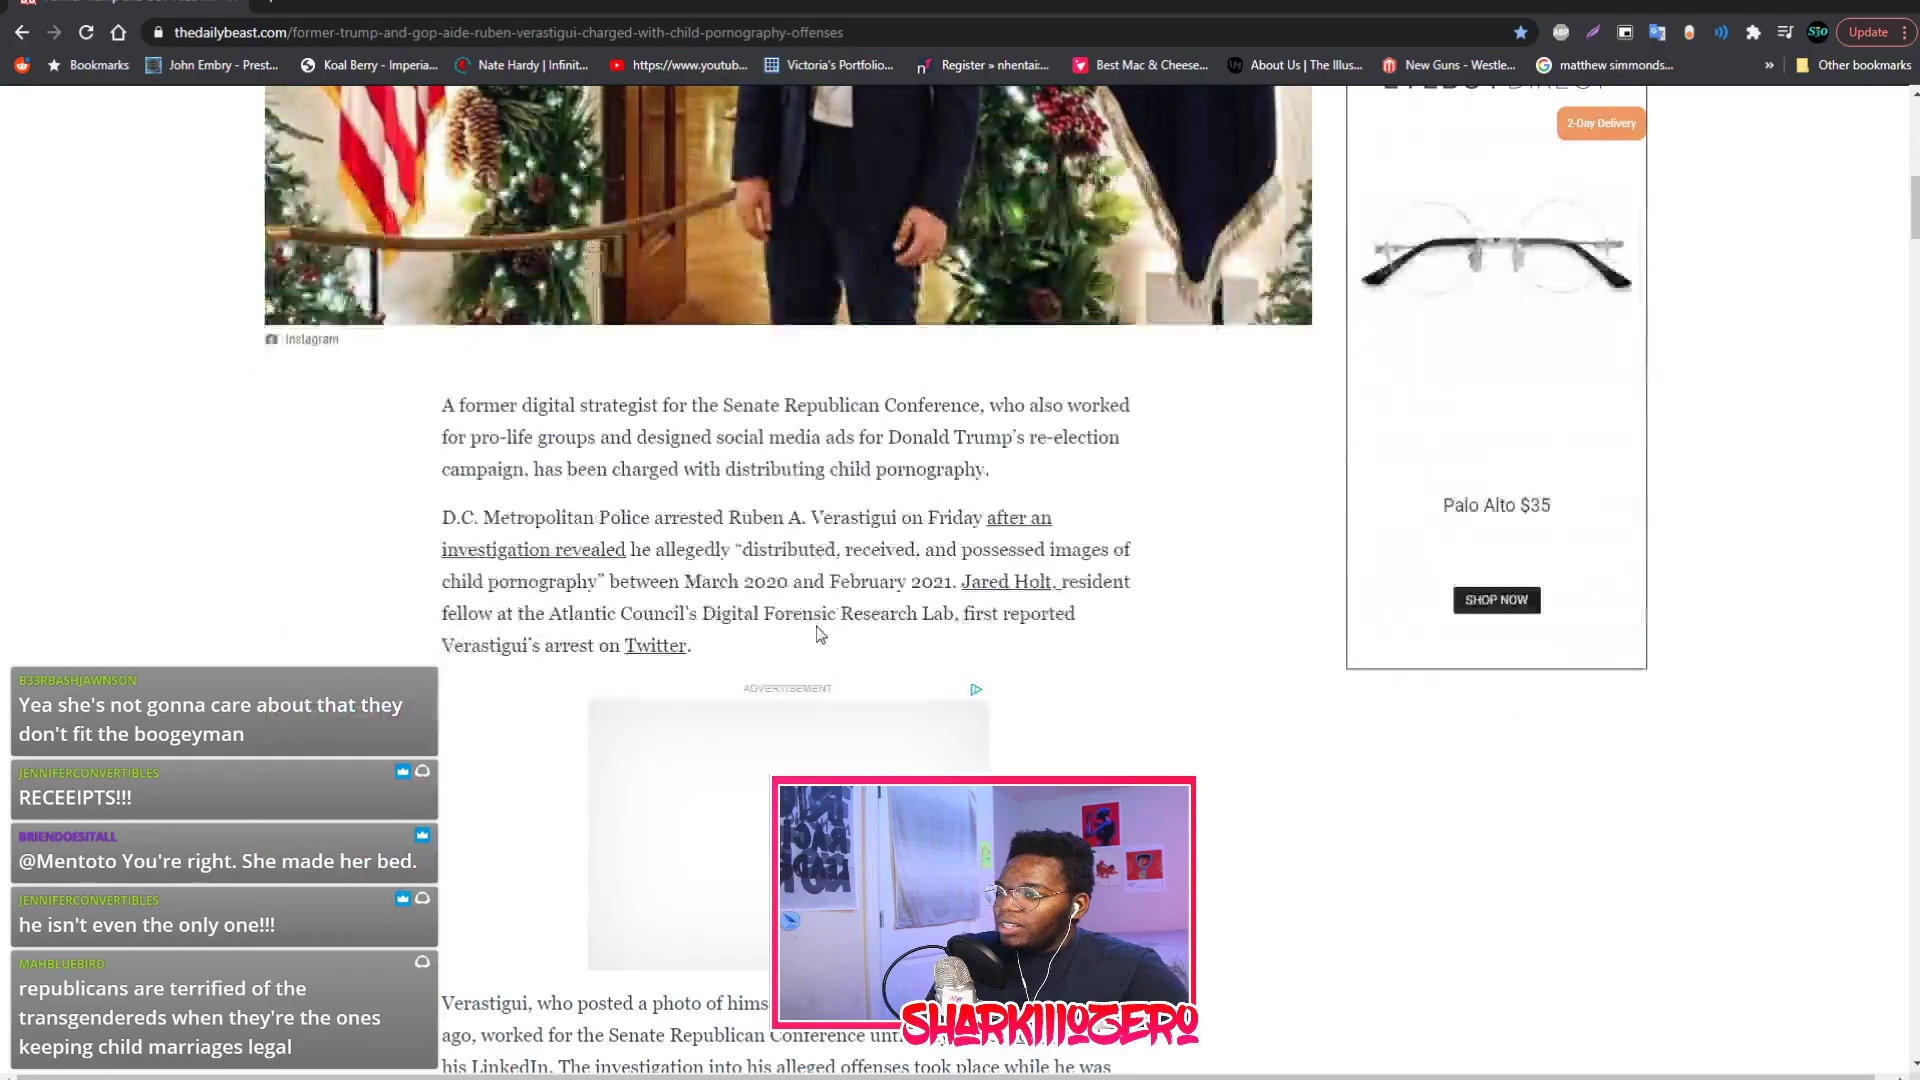 thedailybeast.com/former-trump-and-gop-aide-ruben-verastigui-charged-with-child-pornography-offenses
ABP
Update
Bookmarks
John Embry - Prest...
Koal Berry - Imperia...
Nate Hardy | Infinit...
https://www.youtub...
Victoria's Portfolio...
Register » nhentai:...
Best Mac & Cheese...
About Us | The Illus...
New Guns - Westle...
matthew simmonds...
»
Other bookmarks
2-Day Delivery
Instagram
A former digital strategist for the Senate Republican Conference, who also worked
for pro-life groups and designed social media ads for Donald Trump's re-election
campaign, has been charged with distributing child pornography.
D.C. Metropolitan Police arrested Ruben A. Verastigui on Friday after an
investigation revealed he allegedly "distributed, received, and possessed images of
child pornography" between March 2020 and February 2021. Jared Holt, resident
fellow at the Atlantic Council's Digital Forensic Research Lab, first reported
Verastigui's arrest on Twitter.
Palo Alto $35
SHOP NOW
ADVERTISEMENT
B33RBASHJAWNSON
Yea she's not gonna care about that they
don't fit the boogeyman
JENNIFERCONVERTIBLES
RECEEIPTS!!!
BRIENDOESITALL
@Mentoto You're right. She made her bed.
JENNIFERCONVERTIBLES
he isn't even the only one!!!
MAHBLUEBIRD
republicans are terrified of the
transgendereds when they're the ones
keeping child marriages legal
Verastigui, who posted a photo of hims
ago, worked for the Senate Republican Conference unti
his LinkedIn. The investigation into his alleged offenses took place while he was
SHARK3ZERO